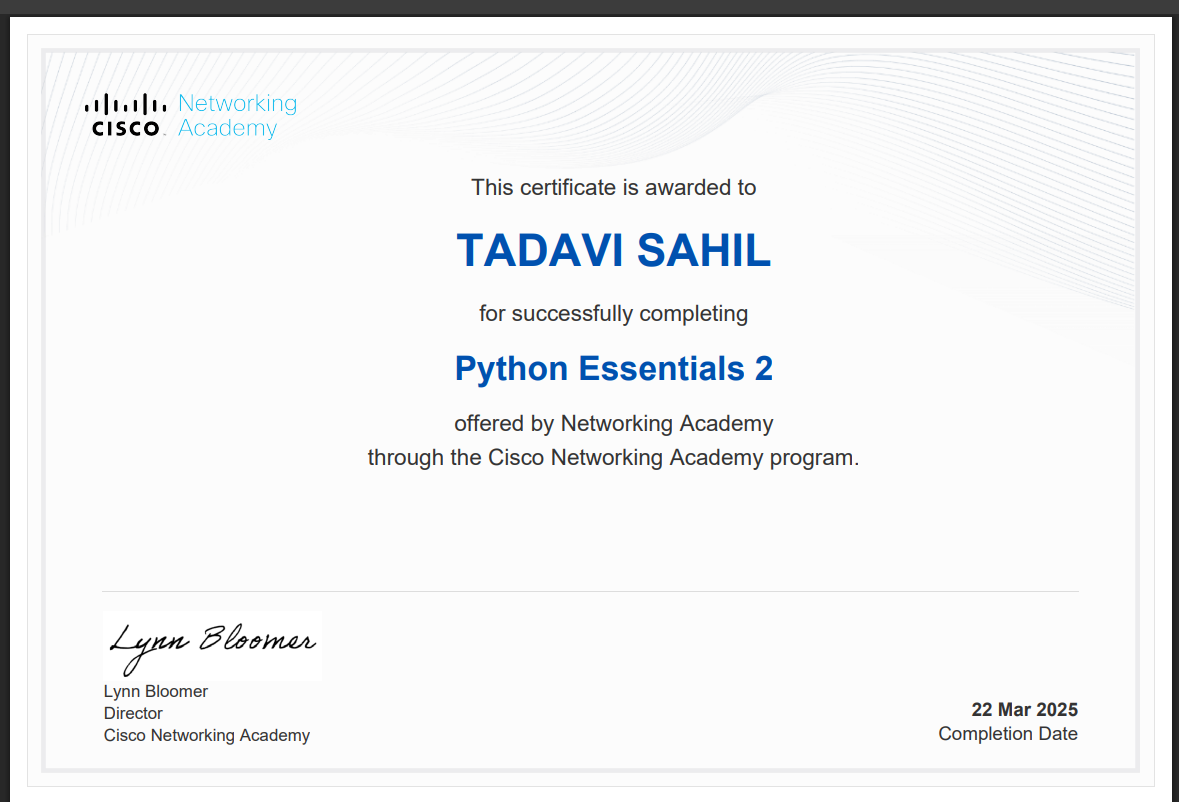 CISCO.
Networking
Academy
This certificate is awarded to
TADAVI SAHIL
for successfully completing
Python Essentials 2
offered by Networking Academy
through the Cisco Networking Academy program.
Lynn Bloomer
Lynn Bloomer
Director
Cisco Networking Academy
22 Mar 2025
Completion Date